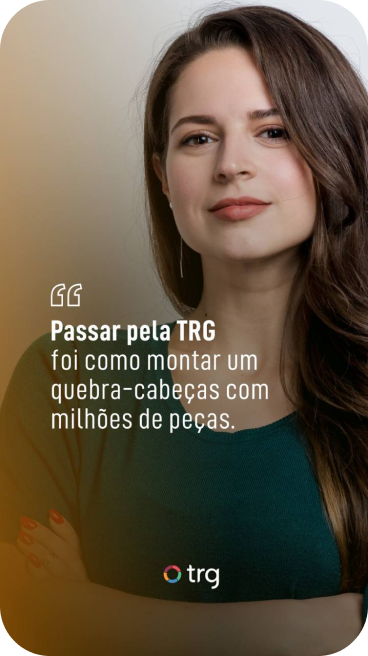 Passar pela TRG
foi como montar um
quebra-cabeças com
milhões de peças.
trg